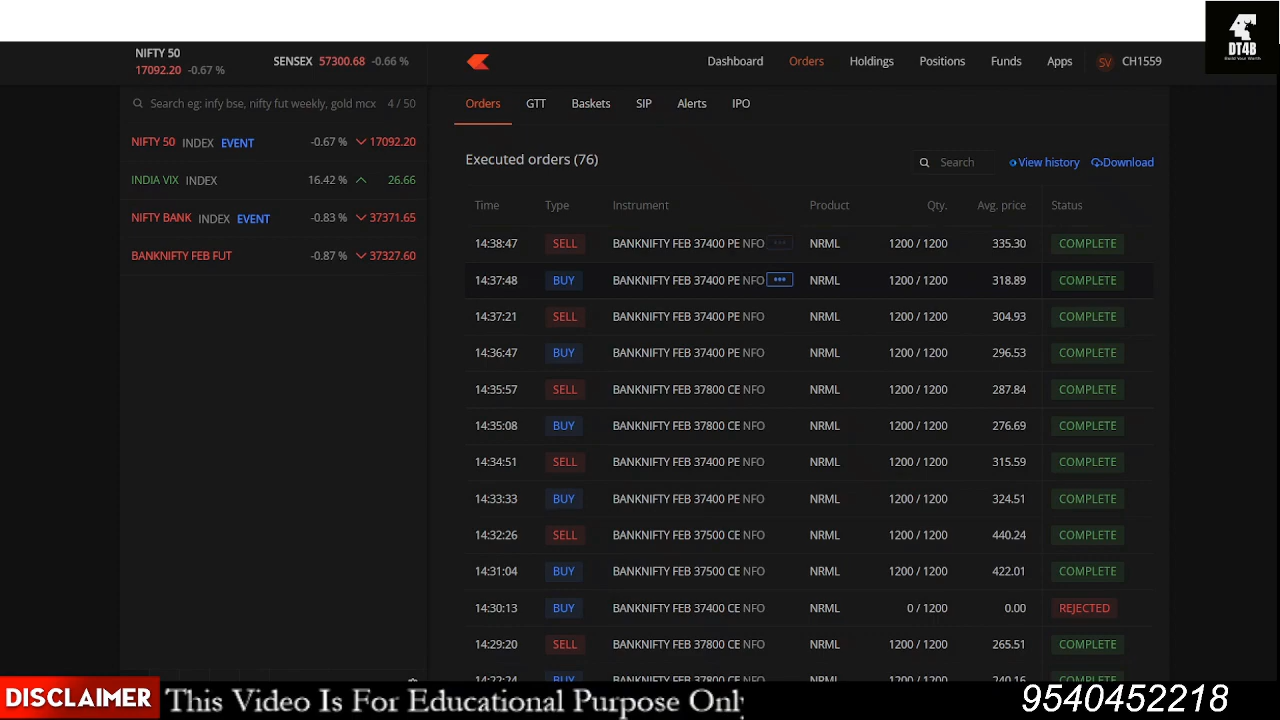 DT4B
Build Your Worth
NIFTY 50
17092.20 -0.67 %
SENSEX 57300.68 -0.66 %
Dashboard Orders Holdings Positions Funds Apps SV CH1559
Search eg: infy bse, nifty fut weekly, gold mcx 4 / 50
NIFTY 50 INDEX EVENT -0.67 % 17092.20
INDIA VIX INDEX 16.42 % 26.66
NIFTY BANK INDEX EVENT -0.83 % 37371.65
BANKNIFTY FEB FUT -0.87 % 37327.60
Orders GTT Baskets SIP Alerts IPO
Executed orders (76) Search View history Download
Time Type Instrument Product Qty. Avg. price Status
14:38:47 SELL BANKNIFTY FEB 37400 PE NFO NRML 1200 / 1200 335.30 COMPLETE
14:37:48 BUY BANKNIFTY FEB 37400 PE NFO NRML 1200 / 1200 318.89 COMPLETE
14:37:21 SELL BANKNIFTY FEB 37400 PE NFO NRML 1200 / 1200 304.93 COMPLETE
14:36:47 BUY BANKNIFTY FEB 37400 PE NFO NRML 1200 / 1200 296.53 COMPLETE
14:35:57 SELL BANKNIFTY FEB 37800 CE NFO NRML 1200 / 1200 287.84 COMPLETE
14:35:08 BUY BANKNIFTY FEB 37800 CE NFO NRML 1200 / 1200 276.69 COMPLETE
14:34:51 SELL BANKNIFTY FEB 37400 PE NFO NRML 1200 / 1200 315.59 COMPLETE
14:33:33 BUY BANKNIFTY FEB 37400 PE NFO NRML 1200 / 1200 324.51 COMPLETE
14:32:26 SELL BANKNIFTY FEB 37500 CE NFO NRML 1200 / 1200 440.24 COMPLETE
14:31:04 BUY BANKNIFTY FEB 37500 CE NFO NRML 1200 / 1200 422.01 COMPLETE
14:30:13 BUY BANKNIFTY FEB 37400 CE NFO NRML 0 / 1200 0.00 REJECTED
14:29:20 SELL BANKNIFTY FEB 37800 CE NFO NRML 1200 / 1200 265.51 COMPLETE
DISCLAIMER This Video Is For Educational Purpose Only 9540452218